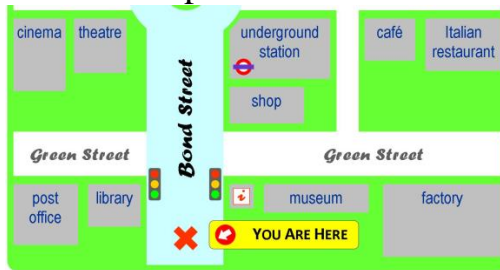 cinema
theatre
underground
station
café
Italian
restaurant
shop
Bond Street
Green Street
Green Street
post
office
library
i
museum
factory
YOU ARE HERE